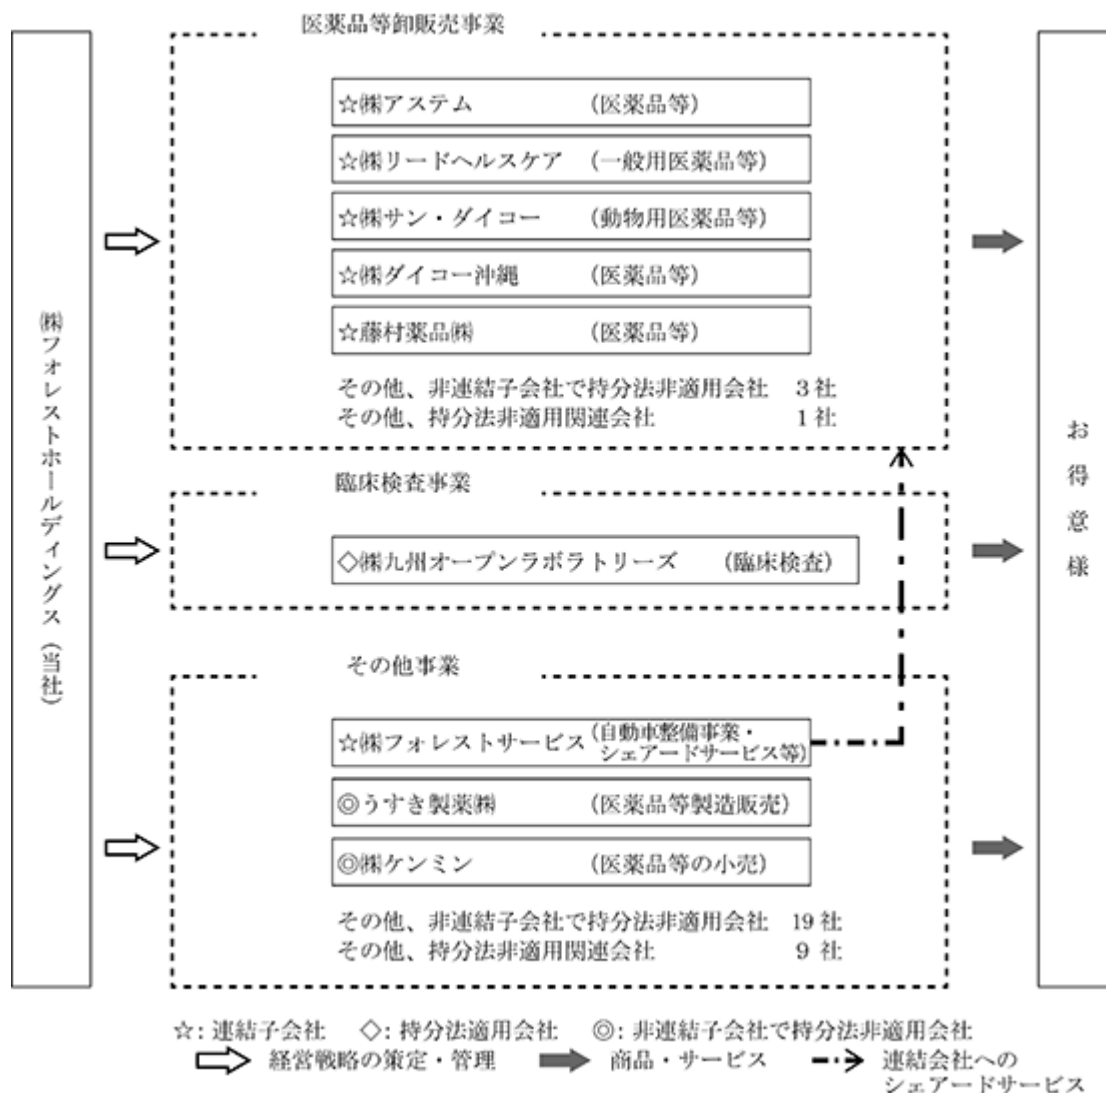 医薬品等卸販売事業
㈱フォレストホールディングス（当社）
☆㈱アステム （医薬品等）
☆㈱リードヘルスケア （一般用医薬品等）
☆㈱サン・ダイコー （動物用医薬品等）
☆㈱ダイコー沖縄 （医薬品等）
☆藤村薬品㈱ （医薬品等）
その他、非連結子会社で持分法非適用会社 3 社
その他、持分法非適用関連会社 1 社
お得意様
臨床検査事業
◇㈱九州オープンラボラトリーズ （臨床検査）
その他事業
☆㈱フォレストサービス （自動車整備事業・
シェアードサービス等）
◎うすき製薬㈱ （医薬品等製造販売）
◎㈱ケンミン （医薬品等の小売）
その他、非連結子会社で持分法非適用会社 19 社
その他、持分法非適用関連会社 9 社
☆: 連結子会社 ◇: 持分法適用会社 ◎: 非連結子会社で持分法非適用会社
経営戦略の策定・管理 商品・サービス 連結会社への
シェアードサービス